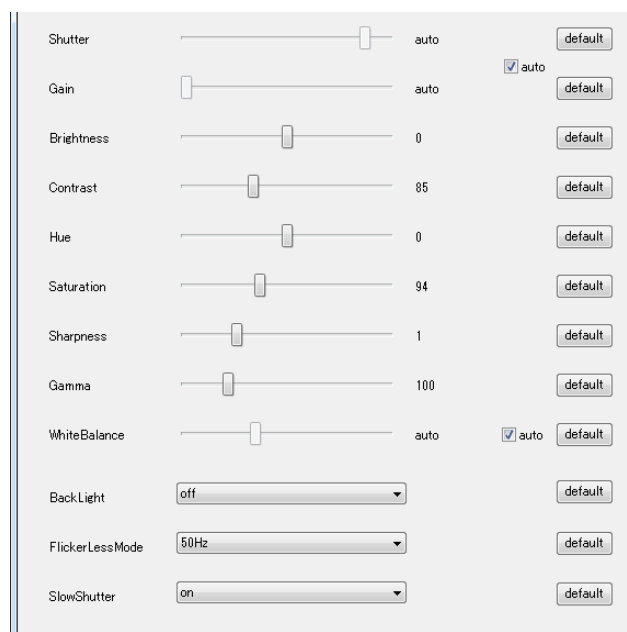 Shutter auto default
auto
Gain auto default
Brightness 0 default
Contrast 85 default
Hue 0 default
Saturation 94 default
Sharpness 1 default
Gamma 100 default
WhiteBalance auto auto default
BackLight off default
FlickerLessMode 50Hz default
SlowShutter on default